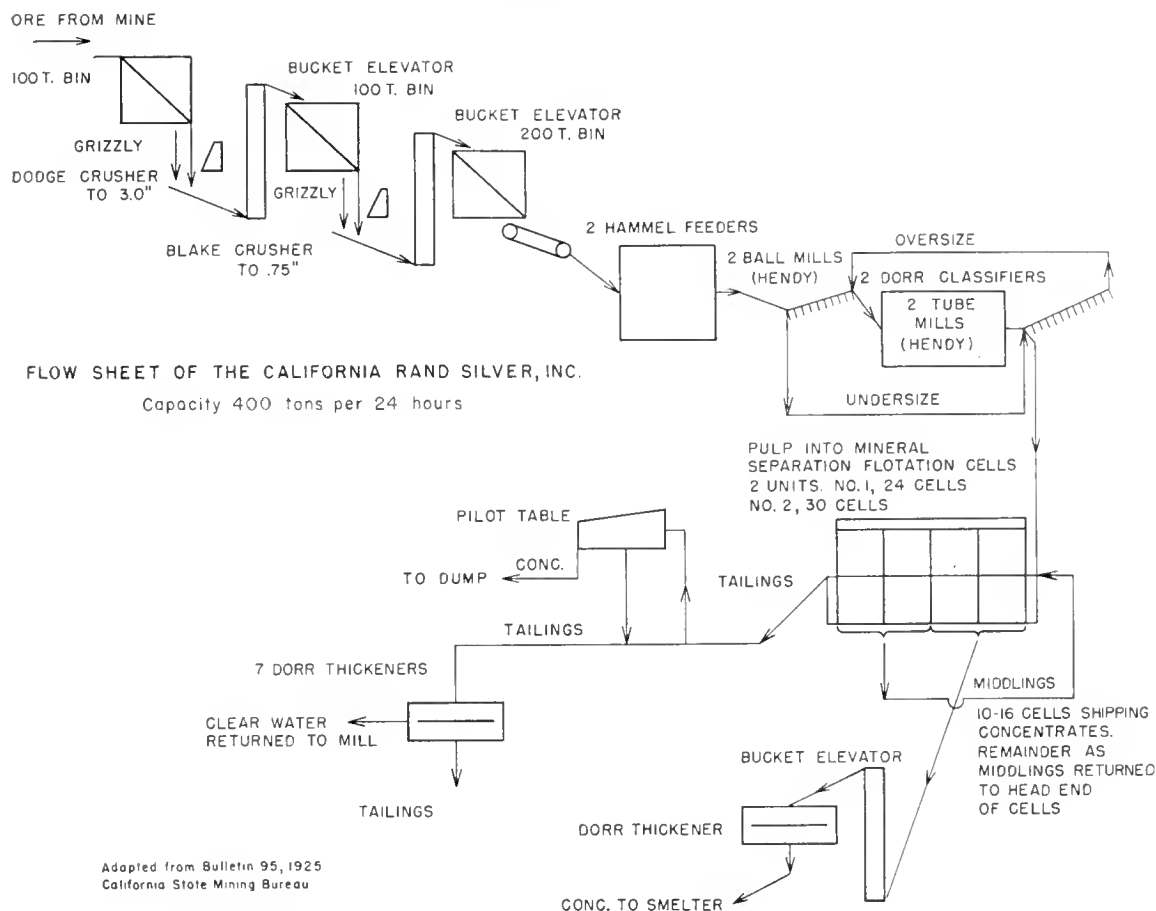 ORE FROM MINE
100 T. BIN
GRIZZLY
DODGE CRUSHER
TO 3.0"
BUCKET ELEVATOR
100 T. BIN
GRIZZLY
BLAKE CRUSHER
TO .75"
BUCKET ELEVATOR
200 T. BIN
2 HAMMEL FEEDERS
2 BALL MILLS
(HENDY)
OVERSIZE
2 DORR CLASSIFIERS
2 TUBE
MILLS
(HENDY)
UNDERSIZE
FLOW SHEET OF THE CALIFORNIA RAND SILVER, INC.
Capacity 400 tons per 24 hours
PULP INTO MINERAL
SEPARATION FLOTATION CELLS
2 UNITS. NO. 1, 24 CELLS
NO. 2, 30 CELLS
PILOT TABLE
CONC.
TO DUMP
TAILINGS
TAILINGS
7 DORR THICKENERS
CLEAR WATER
RETURNED TO MILL
TAILINGS
MIDDLINGS
10-16 CELLS SHIPPING
CONCENTRATES.
REMAINDER AS
MIDDLINGS RETURNED
TO HEAD END
OF CELLS
BUCKET ELEVATOR
DORR THICKENER
CONC. TO SMELTER
Adapted from Bulletin 95, 1925
California State Mining Bureau